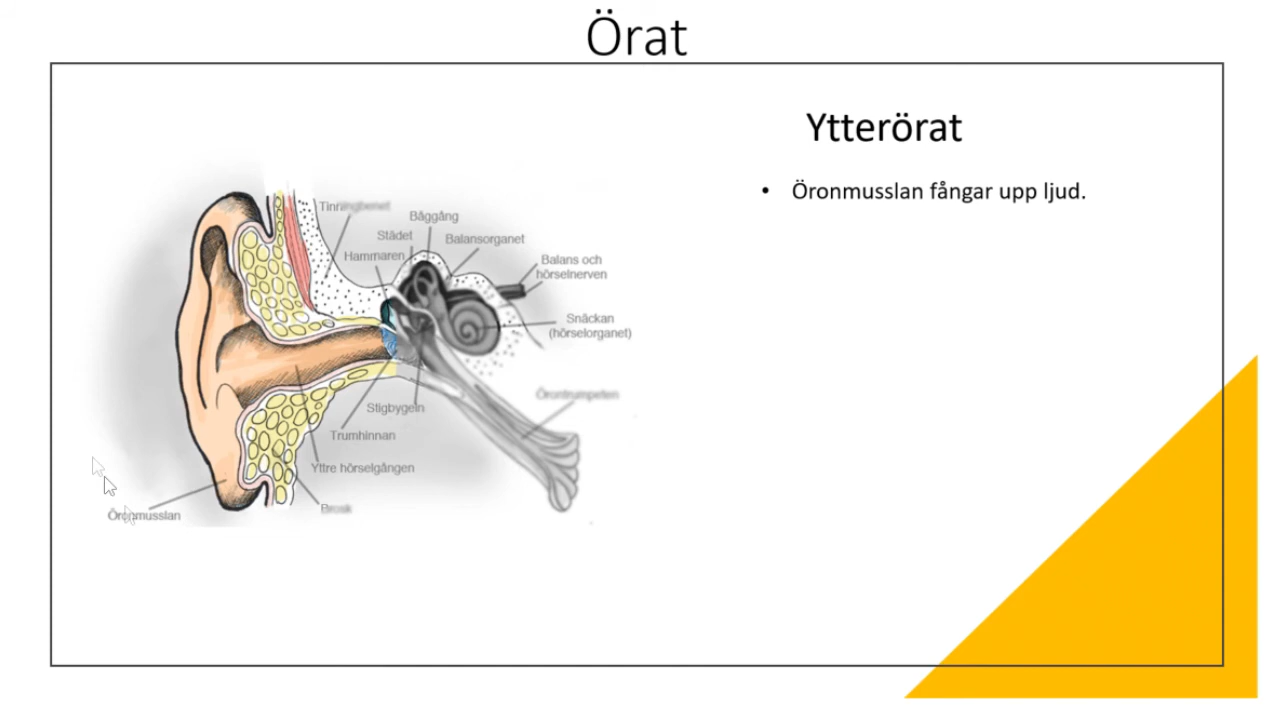 Örat
Ytterörat
• Öronmusslan fångar upp ljud.
Tinningbenet
Båggång
Städet
Balansorganet
Hammaren
Balans och
hörselnerven
Snäckan
(hörselorganet)
Örontrumpeten
Stigbygeln
Trumhinnan
Yttre hörselgången
Brosk
Öronmusslan